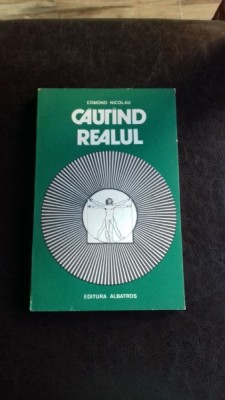 EDMOND NICOLAU
CĂUTÎND
REALUL
EDITURA ALBATROS